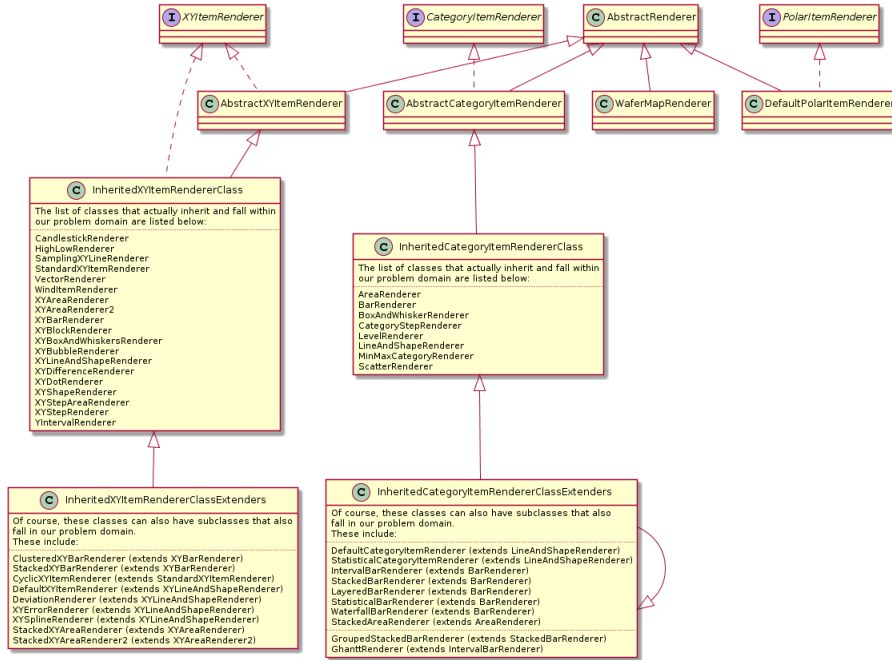 I XYItemRenderer
I CategoryItemRenderer
C AbstractRenderer
I PolarItemRenderer
C AbstractXYItemRenderer
C AbstractCategoryItemRenderer
C WaferMapRenderer
C DefaultPolarItemRenderer
C InheritedXYItemRendererClass
The list of classes that actually inherit and fall within
our problem domain are listed below:
CandlestickRenderer
HighLowRenderer
SamplingXYLineRenderer
StandardXYItemRenderer
VectorRenderer
WindItemRenderer
XYAreaRenderer
XYAreaRenderer2
XYBarRenderer
XYBlockRenderer
XYBoxAndWhiskersRenderer
XYBubbleRenderer
XYLineAndShapeRenderer
XYDifferenceRenderer
XYDotRenderer
XYShapeRenderer
XYStepAreaRenderer
XYStepRenderer
YIntervalRenderer
C InheritedCategoryItemRendererClass
The list of classes that actually inherit and fall within
our problem domain are listed below:
AreaRenderer
BarRenderer
BoxAndWhiskerRenderer
CategoryStepRenderer
LevelRenderer
LineAndShapeRenderer
MinMaxCategoryRenderer
ScatterRenderer
C InheritedXYItemRendererClassExtenders
Of course, these classes can also have subclasses that also
fall in our problem domain.
These include:
ClusteredXYBarRenderer (extends XYBarRenderer)
StackedXYBarRenderer (extends XYBarRenderer)
CyclicXYItemRenderer (extends StandardXYItemRenderer)
DefaultXYItemRenderer (extends XYLineAndShapeRenderer)
DeviationRenderer (extends XYLineAndShapeRenderer)
XYErrorRenderer (extends XYLineAndShapeRenderer)
XYSplineRenderer (extends XYLineAndShapeRenderer)
StackedXYAreaRenderer (extends XYAreaRenderer)
StackedXYAreaRenderer2 (extends XYAreaRenderer2)
C InheritedCategoryItemRendererClassExtenders
Of course, these classes can also have subclasses that also
fall in our problem domain.
These include:
DefaultCategoryItemRenderer (extends LineAndShapeRenderer)
StatisticalCategoryItemRenderer (extends LineAndShapeRenderer)
IntervalBarRenderer (extends BarRenderer)
StackedBarRenderer (extends BarRenderer)
LayeredBarRenderer (extends BarRenderer)
StatisticalBarRenderer (extends BarRenderer)
WaterfallBarRenderer (extends BarRenderer)
StackedAreaRenderer (extends AreaRenderer)
GroupedStackedBarRenderer (extends StackedBarRenderer)
GhanttRenderer (extends IntervalBarRenderer)